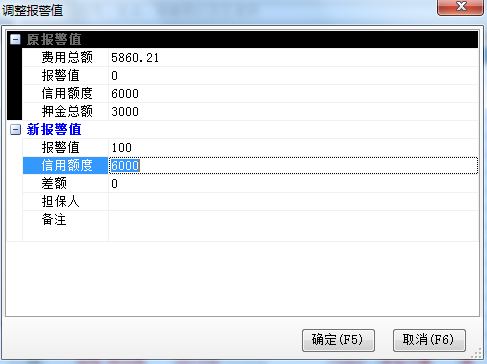 调整报警值
原报警值
费用总额 5860.21
报警值 0
信用额度 6000
押金总额 3000
新报警值
报警值 100
信用额度 6000
差额 0
担保人
备注
确定(F5) 取消(F6)